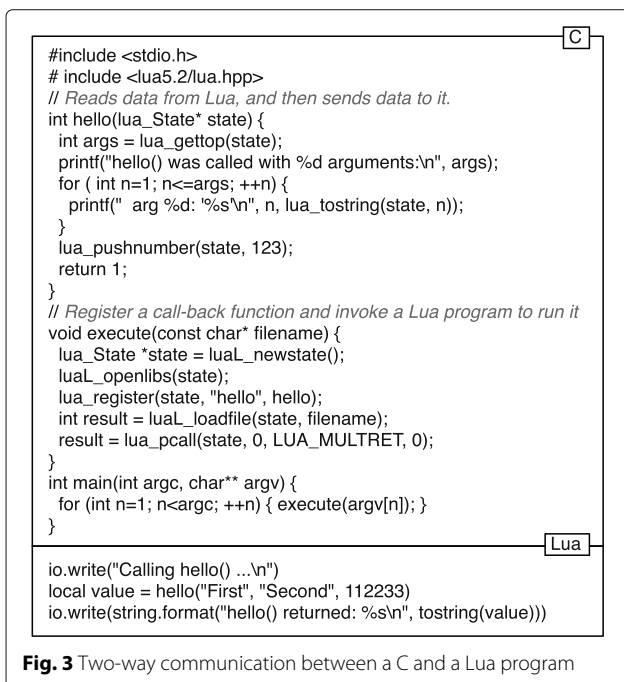 C
#include <stdio.h>
# include <lua5.2/lua.hpp>
// Reads data from Lua, and then sends data to it.
int hello(lua_State* state) {
int args = lua_gettop(state);
printf("hello() was called with %d arguments:\n", args);
for ( int n=1; n<=args; ++n) {
printf("  arg %d: '%s'\n", n, lua_tostring(state, n));
}
lua_pushnumber(state, 123);
return 1;
}
// Register a call-back function and invoke a Lua program to run it
void execute(const char* filename) {
lua_State *state = luaL_newstate();
luaL_openlibs(state);
lua_register(state, "hello", hello);
int result = luaL_loadfile(state, filename);
result = lua_pcall(state, 0, LUA_MULTRET, 0);
}
int main(int argc, char** argv) {
for (int n=1; n<argc; ++n) { execute(argv[n]); }
}
Lua
io.write("Calling hello() ...\n")
local value = hello("First", "Second", 112233)
io.write(string.format("hello() returned: %s\n", tostring(value)))
Fig. 3 Two-way communication between a C and a Lua program